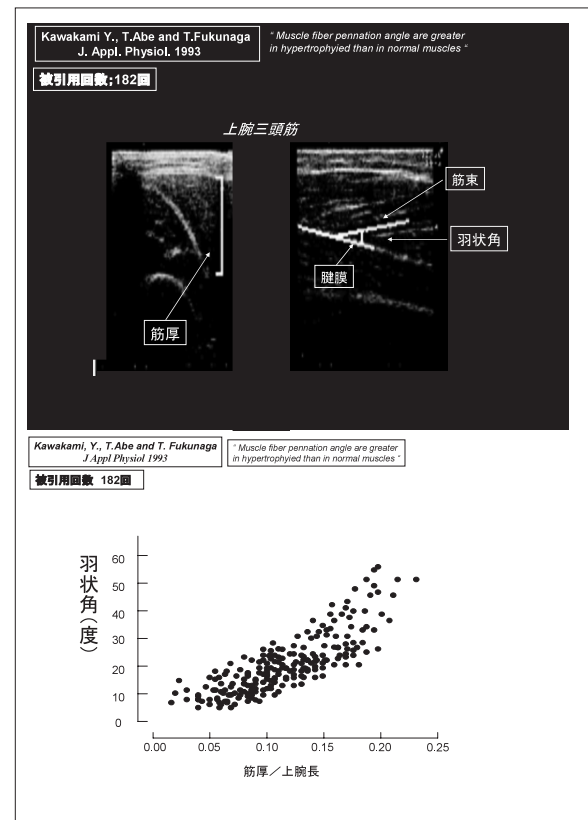 Kawakami Y., T.Abe and T.Fukunaga
J. Appl. Physiol. 1993
“ Muscle fiber pennation angle are greater
in hypertrophyied than in normal muscles “
被引用回数;182回
上腕三頭筋
筋束
羽状角
腱膜
筋厚
Kawakami, Y., T.Abe and T. Fukunaga
J Appl Physiol 1993
“ Muscle fiber pennation angle are greater
in hypertrophyied than in normal muscles “
被引用回数 182回
羽状角(度)
60
50
40
30
20
10
0
0.00 0.05 0.10 0.15 0.20 0.25
筋厚／上腕長